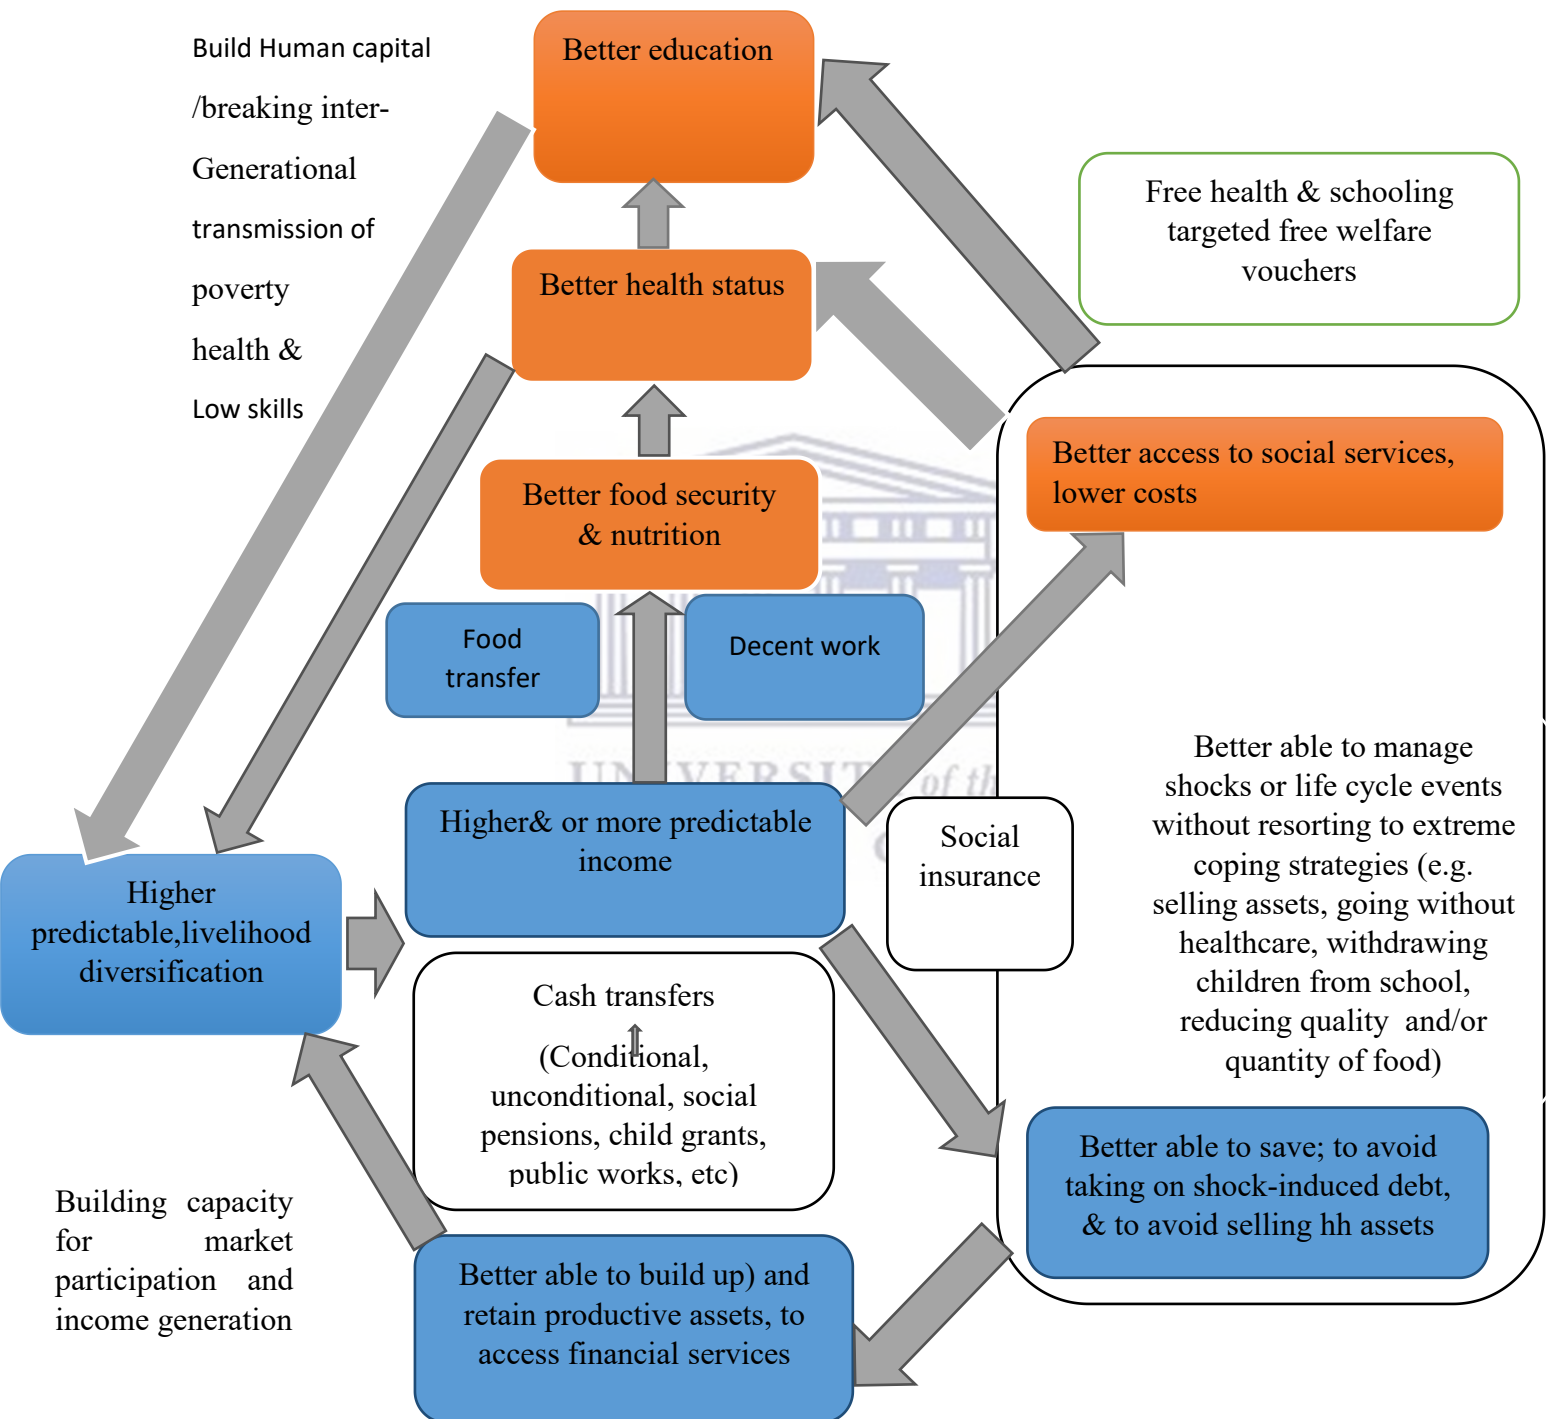 Build Human capital
/breaking inter-
Generational
transmission of
poverty
health &
Low skills
Better education
Free health & schooling
targeted free welfare
vouchers
Better health status
Better access to social services,
lower costs
Better food security
& nutrition
Food
transfer
Decent work
Better able to manage
shocks or life cycle events
without resorting to extreme
coping strategies (e.g.
selling assets, going without
healthcare, withdrawing
children from school,
reducing quality and/or
quantity of food)
UNIVERSIT of th
Higher& or more predictable
income
Social
insurance
Higher
predictable,livelihood
diversification
Cash transfers
(Conditional,
unconditional, social
pensions, child grants,
public works, etc)
Better able to save; to avoid
taking on shock-induced debt,
& to avoid selling hh assets
Building capacity
for market
participation and
income generation
Better able to build up) and
retain productive assets, to
access financial services